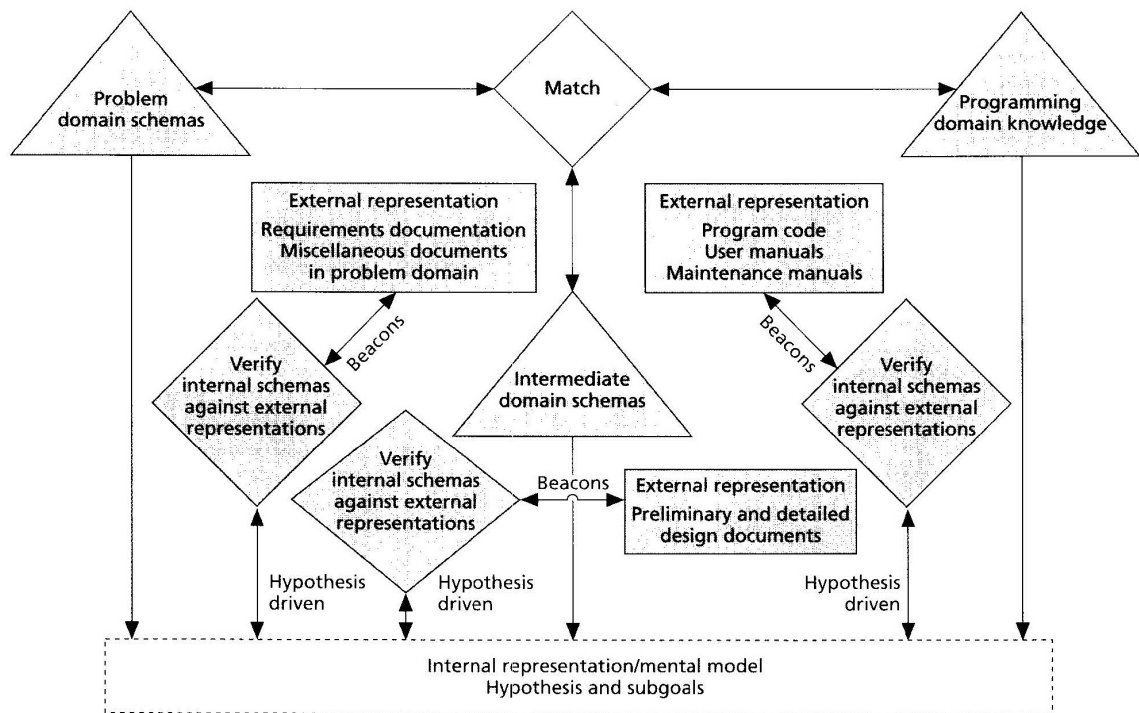 Problem
domain schemas
Match
Programming
domain knowledge
External representation
Requirements documentation
Miscellaneous documents
in problem domain
External representation
Program code
User manuals
Maintenance manuals
Beacons
Beacons
Verify
internal schemas
against external
representations
Intermediate
domain schemas
Verify
internal schemas
against external
representations
Verify
internal schemas
against external
representations
Beacons
External representation
Preliminary and detailed
design documents
Hypothesis
driven
Hypothesis
driven
Hypothesis
driven
Internal representation/mental model
Hypothesis and subgoals